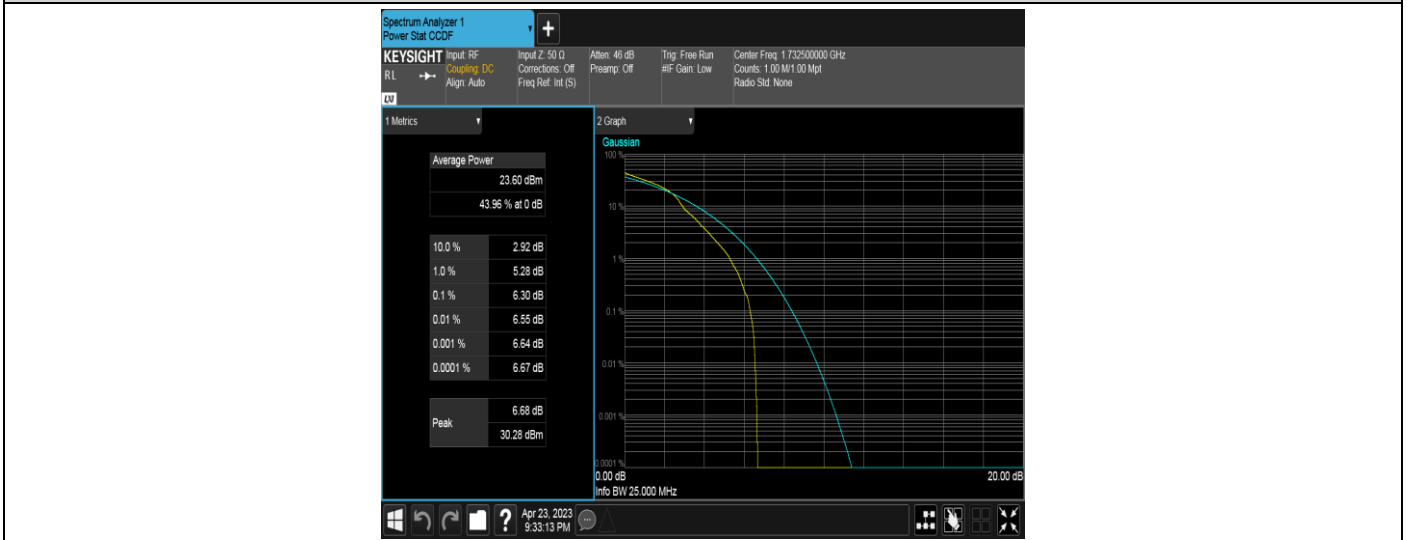 Spectrum Analyzer 1
Power Stat CCDF
+
KEYSIGHT
RL
LXI
Input: RF
Coupling: DC
Align: Auto
Input Z: 50 Ω
Corrections: Off
Freq Ref: Int (S)
Atten: 46 dB
Preamp: Off
Trig: Free Run
#IF Gain: Low
Center Freq: 1.732500000 GHz
Counts: 1.00 M/1.00 Mpt
Radio Std: None
1 Metrics
Average Power
23.60 dBm
43.96 % at 0 dB
10.0 % 2.92 dB
1.0 % 5.28 dB
0.1 % 6.30 dB
0.01 % 6.55 dB
0.001 % 6.64 dB
0.0001 % 6.67 dB
Peak
6.68 dB
30.28 dBm
2 Graph
Gaussian
100 %
10 %
1 %
0.1 %
0.01 %
0.001 %
0.0001 %
0.00 dB 20.00 dB
Info BW 25.000 MHz
?
Apr 23, 2023
9:33:13 PM